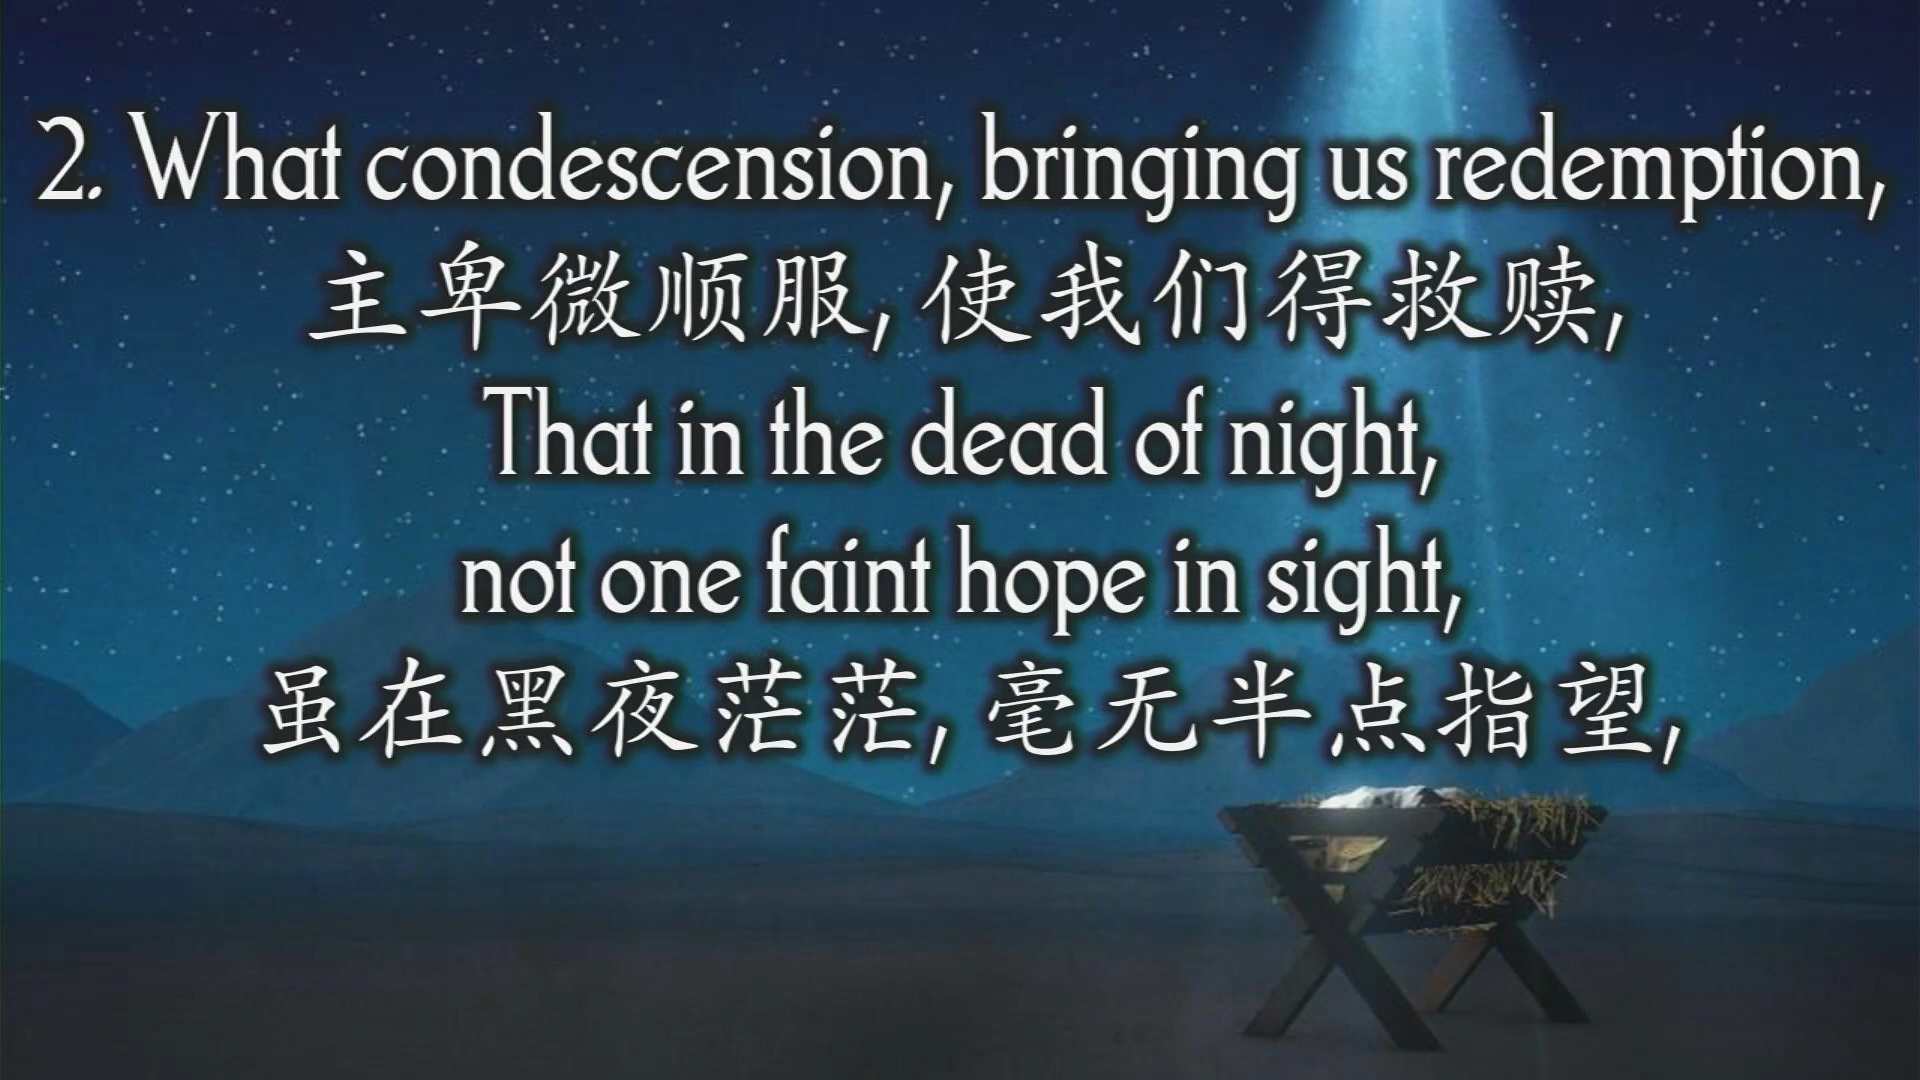 2. What condescension, bringing us redemption,
主卑微顺服, 使我们得救赎,
That in the dead of night,
not one faint hope in sight,
虽在黑夜茫茫, 毫无半点指望,